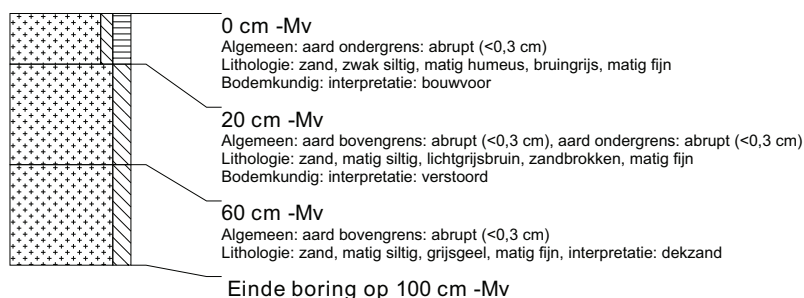 0 cm -Mv
Algemeen: aard ondergrens: abrupt (<0,3 cm)
Lithologie: zand, zwak siltig, matig humeus, bruingrijs, matig fijn
Bodemkundig: interpretatie: bouwvoor
20 cm -Mv
Algemeen: aard bovengrens: abrupt (<0,3 cm), aard ondergrens: abrupt (<0,3 cm)
Lithologie: zand, matig siltig, lichtgrijsbruin, zandbrokken, matig fijn
Bodemkundig: interpretatie: verstoord
60 cm -Mv
Algemeen: aard bovengrens: abrupt (<0,3 cm)
Lithologie: zand, matig siltig, grijsgeel, matig fijn, interpretatie: dekzand
Einde boring op 100 cm -Mv